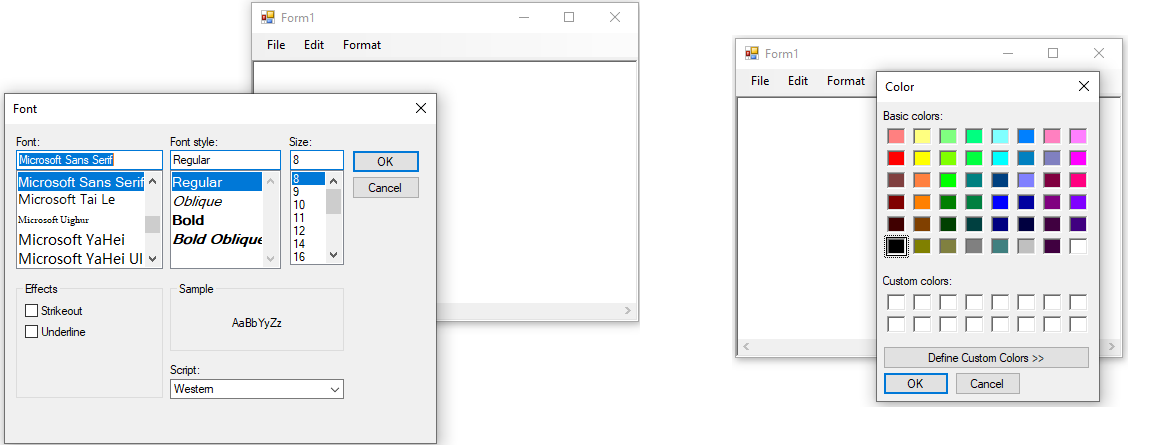 Form1
File Edit Format
Font
Font: Font style: Size:
Microsoft Sans Serif Regular 8 OK
Microsoft Sans Serif Regular 8 Cancel
Microsoft Tai Le Oblique 9
Microsoft Uighur Bold 10
Microsoft YaHei Bold Oblique 11
Microsoft YaHei UI 12
14
16
Effects
Strikeout
Underline
Sample
AaBbYyZz
Script:
Western
Form1
File Edit Format
Color
Basic colors:
Custom colors:
Define Custom Colors >>
OK Cancel